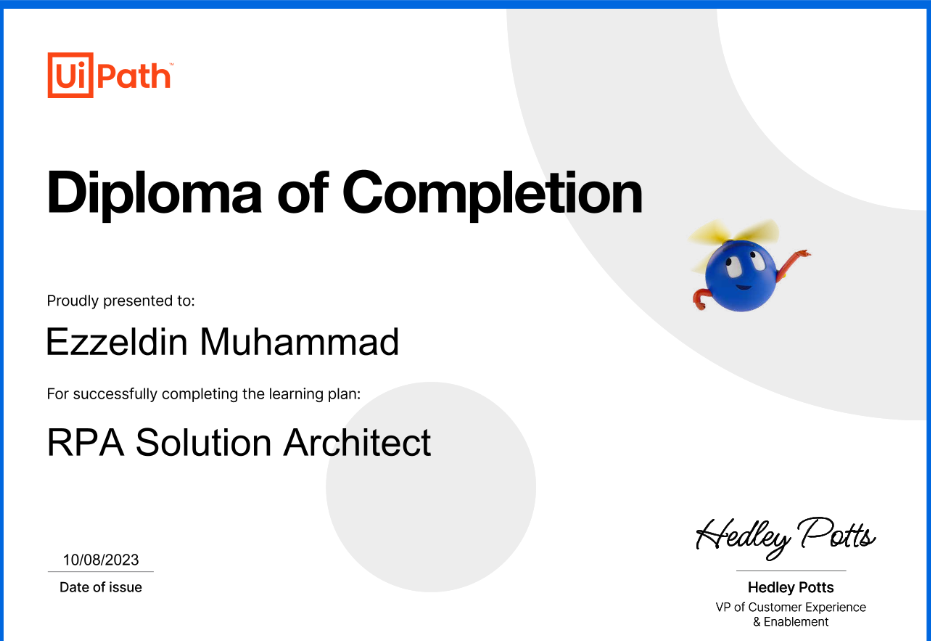 UiPath™
Diploma of Completion
Proudly presented to:
Ezzeldin Muhammad
For successfully completing the learning plan:
RPA Solution Architect
10/08/2023
Date of issue
Hedley Potts
Hedley Potts
VP of Customer Experience
& Enablement